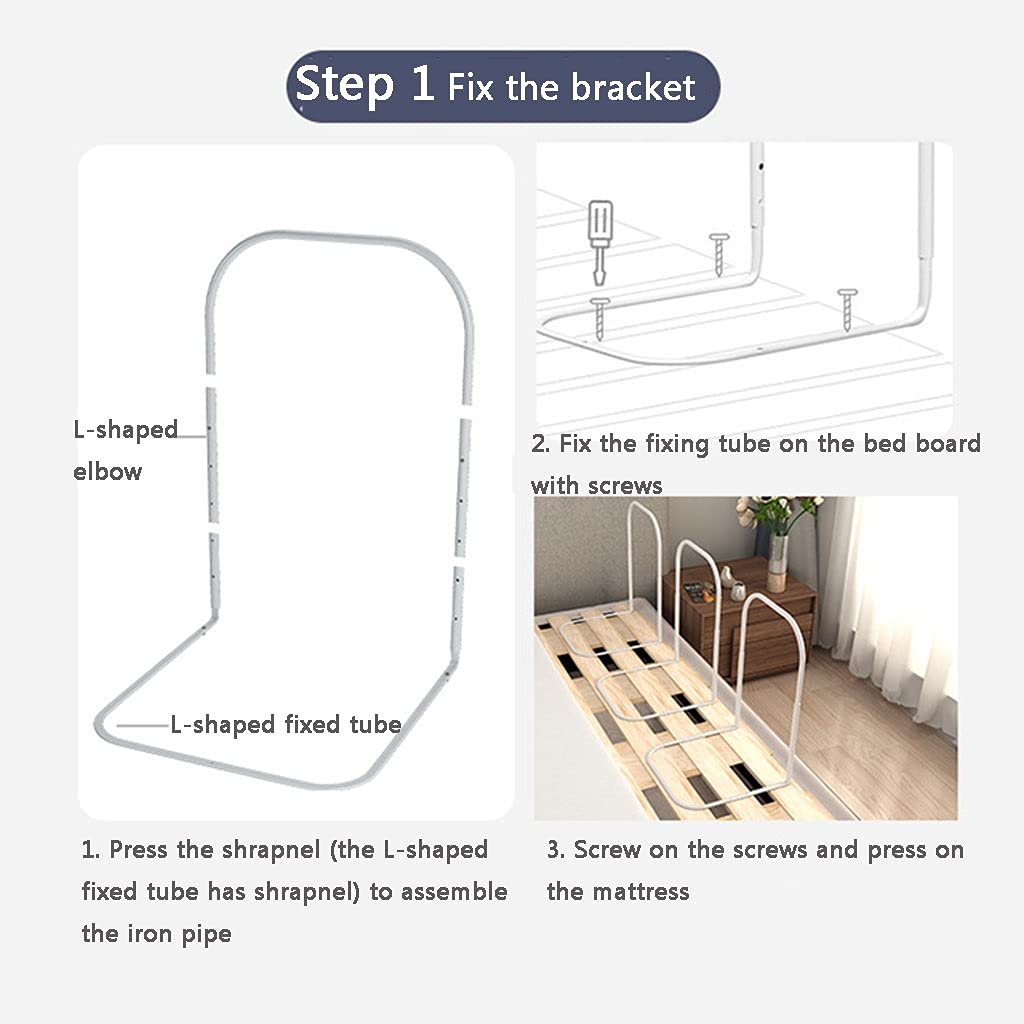 Step 1 Fix the bracket
L-shaped
elbow
L-shaped fixed tube
1. Press the shrapnel (the L-shaped
fixed tube has shrapnel) to assemble
the iron pipe
2. Fix the fixing tube on the bed board
with screws
3. Screw on the screws and press on
the mattress